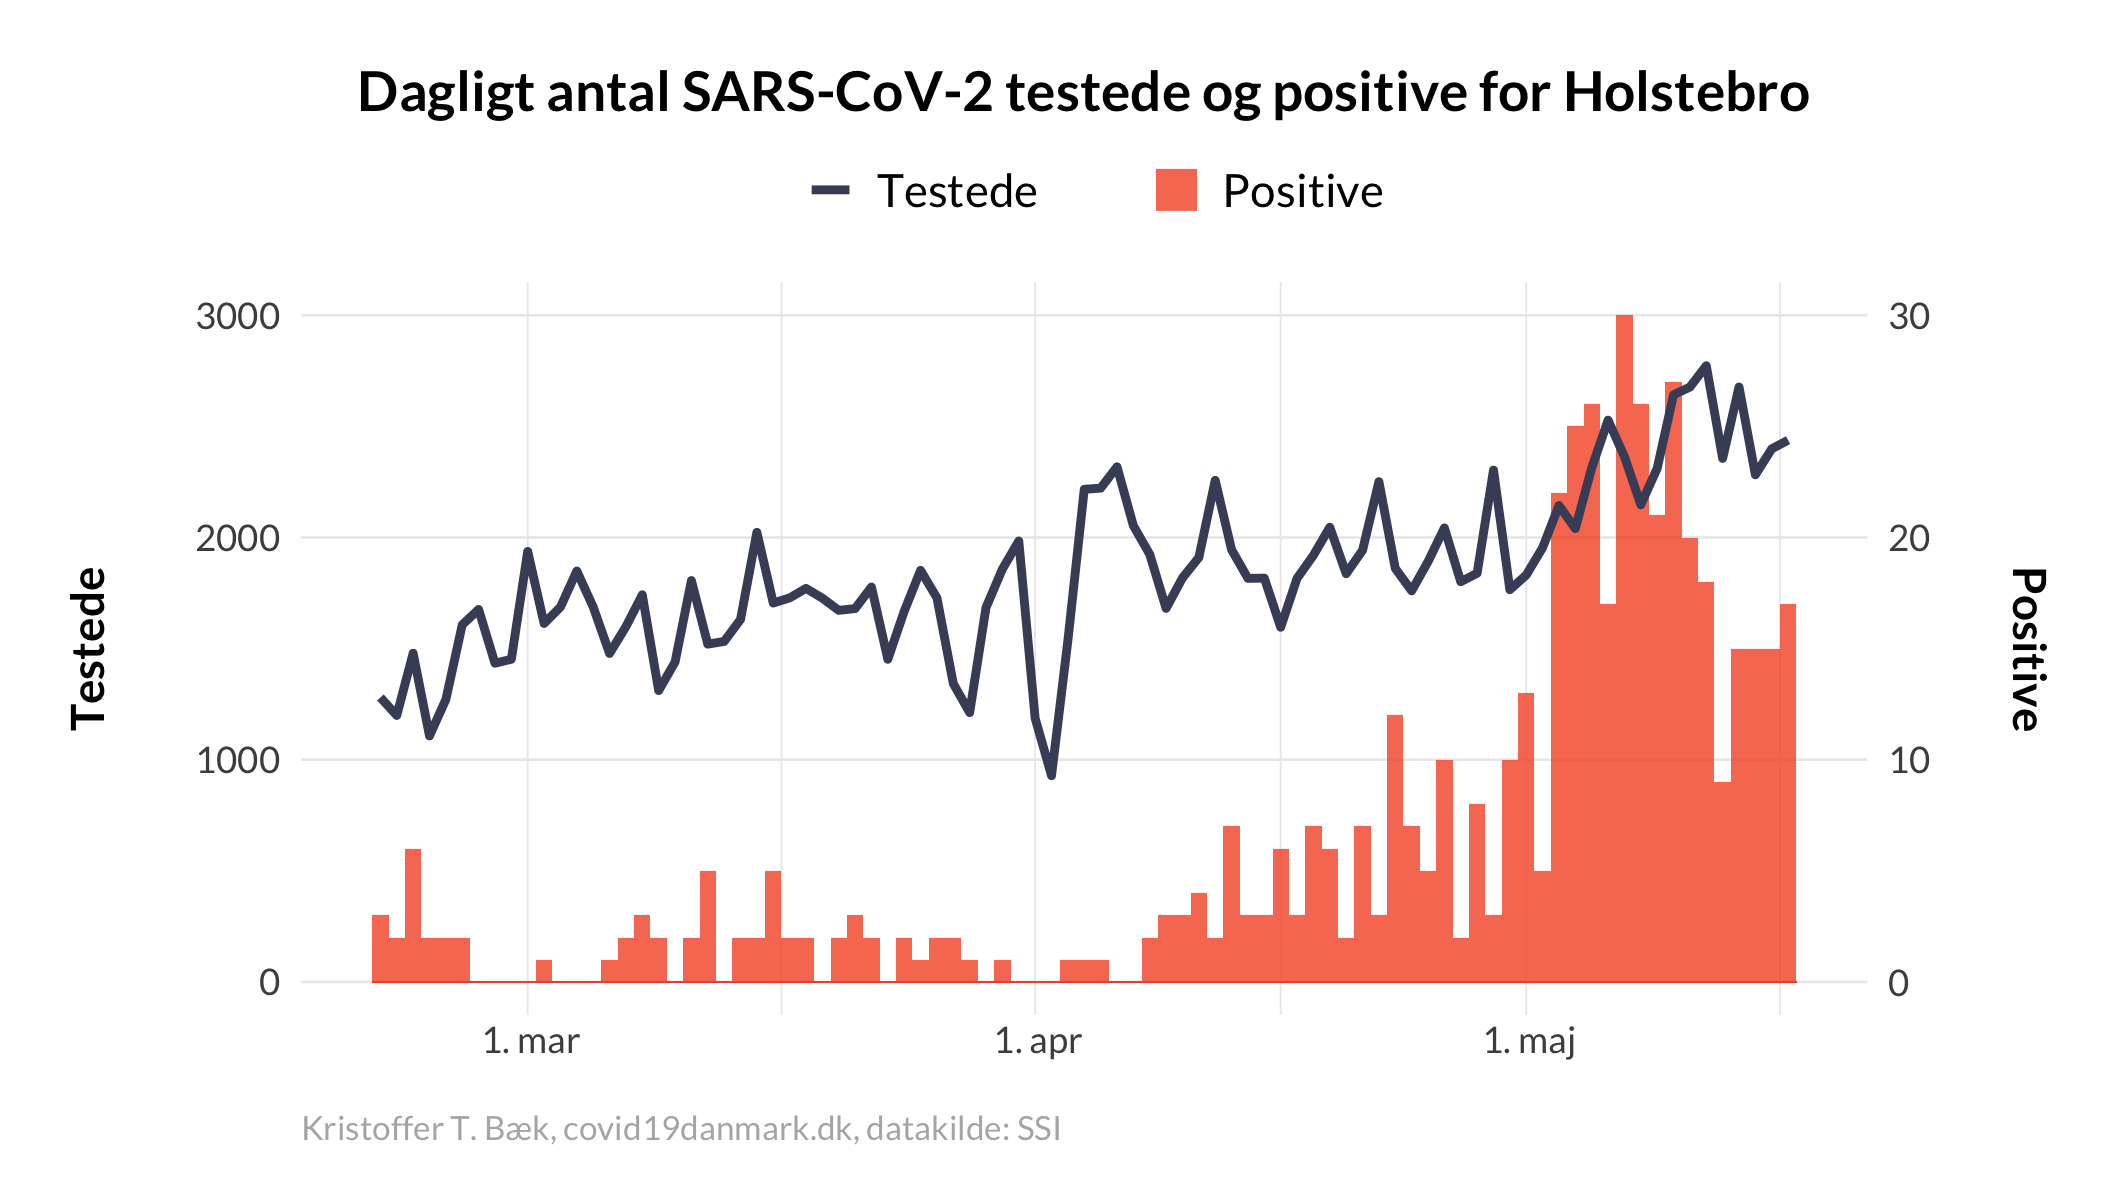 Dagligt antal SARS-CoV-2 testede og positive for Holstebro
Testede Positive
3000 30
2000 20
1000 10
0 0
Testede
Positive
1. mar 1. apr 1. maj
Kristoffer T. Bæk, covid19danmark.dk, datakilde: SSI